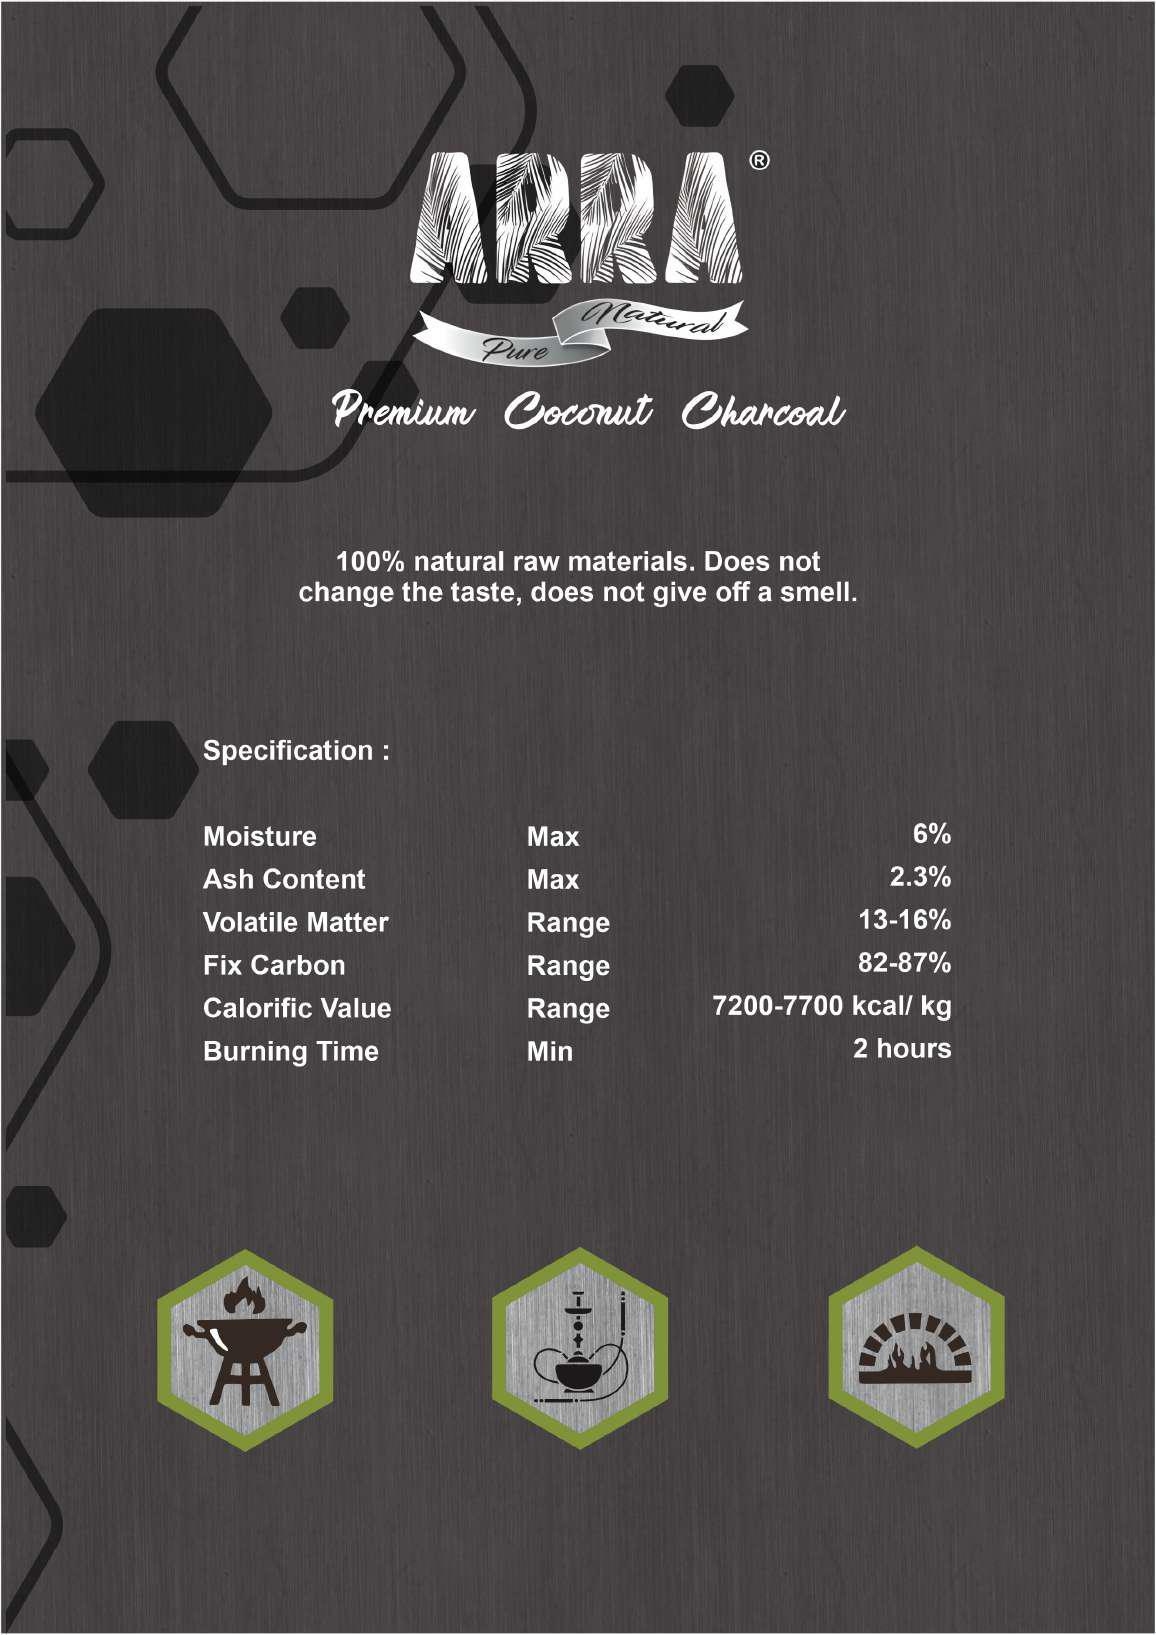 ARRA ®
Natural
Pure
Premium Coconut Charcoal
100% natural raw materials. Does not
change the taste, does not give off a smell.
Specification :
Moisture Max 6%
Ash Content Max 2.3%
Volatile Matter Range 13-16%
Fix Carbon Range 82-87%
Calorific Value Range 7200-7700 kcal/ kg
Burning Time Min 2 hours